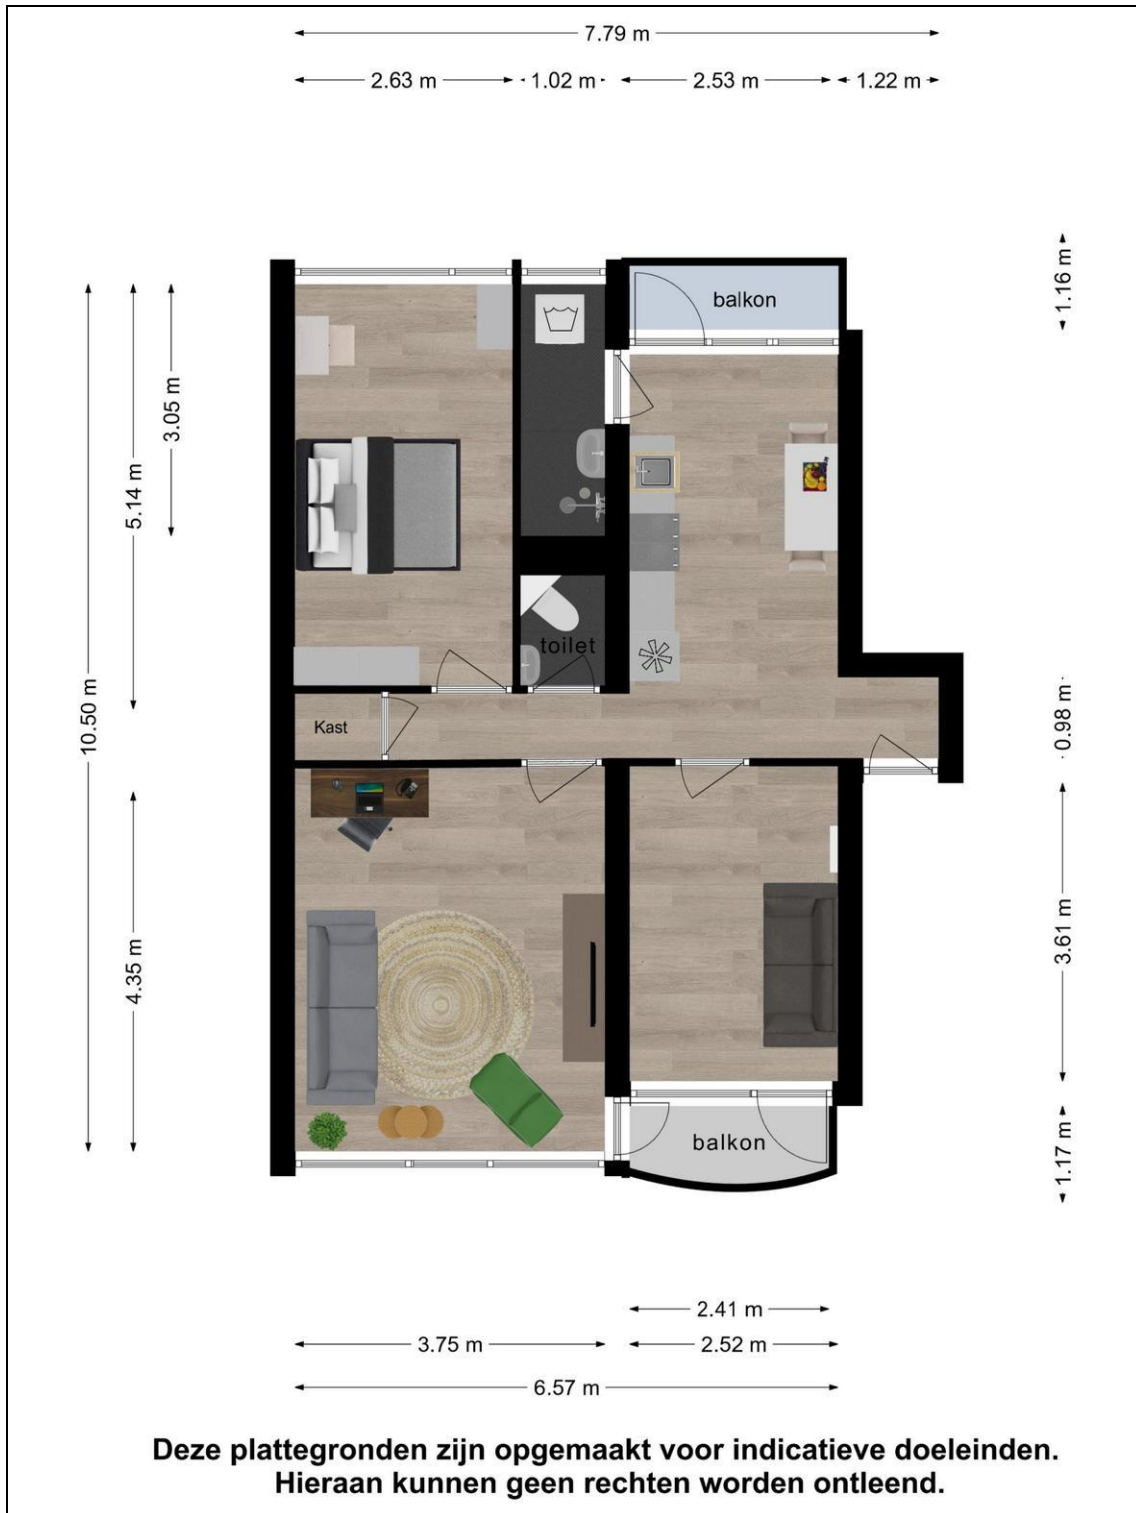 7.79 m
2.63 m
1.02 m
2.53 m
1.22 m
1.16 m
balkon
3.05 m
5.14 m
10.50 m
toilet
Kast
0.98 m
4.35 m
3.61 m
balkon
1.17 m
2.41 m
3.75 m
2.52 m
6.57 m
Deze plattegronden zijn opgemaakt voor indicatieve doeleinden.
Hieraan kunnen geen rechten worden ontleend.